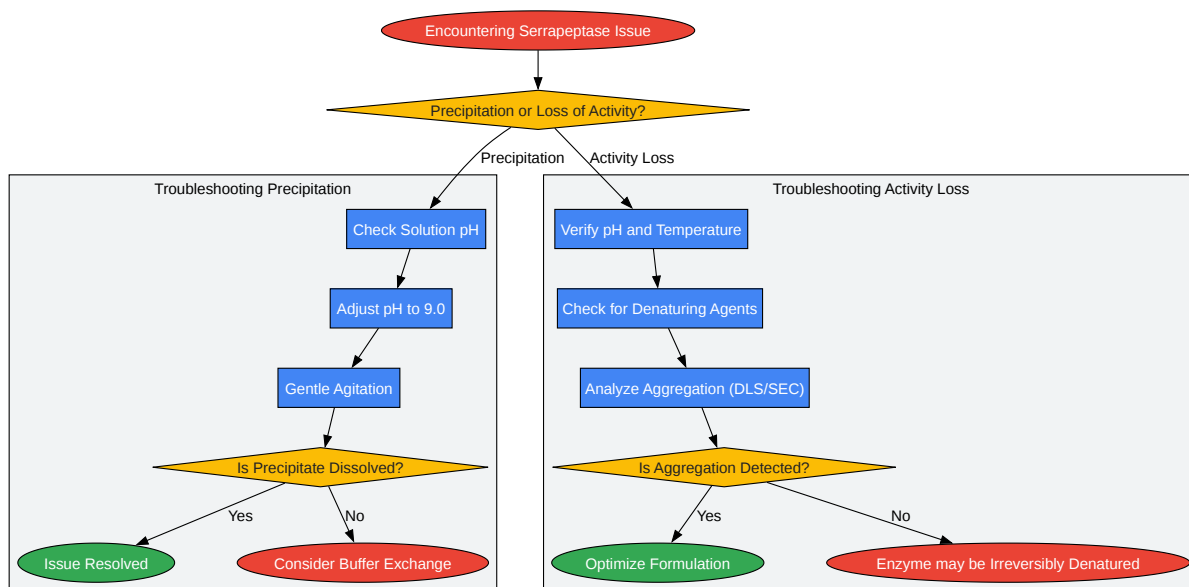 Encountering Serrapeptase Issue
Precipitation or Loss of Activity?
Precipitation
Activity Loss
Troubleshooting Precipitation
Check Solution pH
Adjust pH to 9.0
Gentle Agitation
Is Precipitate Dissolved?
Yes
No
Issue Resolved
Consider Buffer Exchange
Troubleshooting Activity Loss
Verify pH and Temperature
Check for Denaturing Agents
Analyze Aggregation (DLS/SEC)
Is Aggregation Detected?
Yes
No
Optimize Formulation
Enzyme may be Irreversibly Denatured